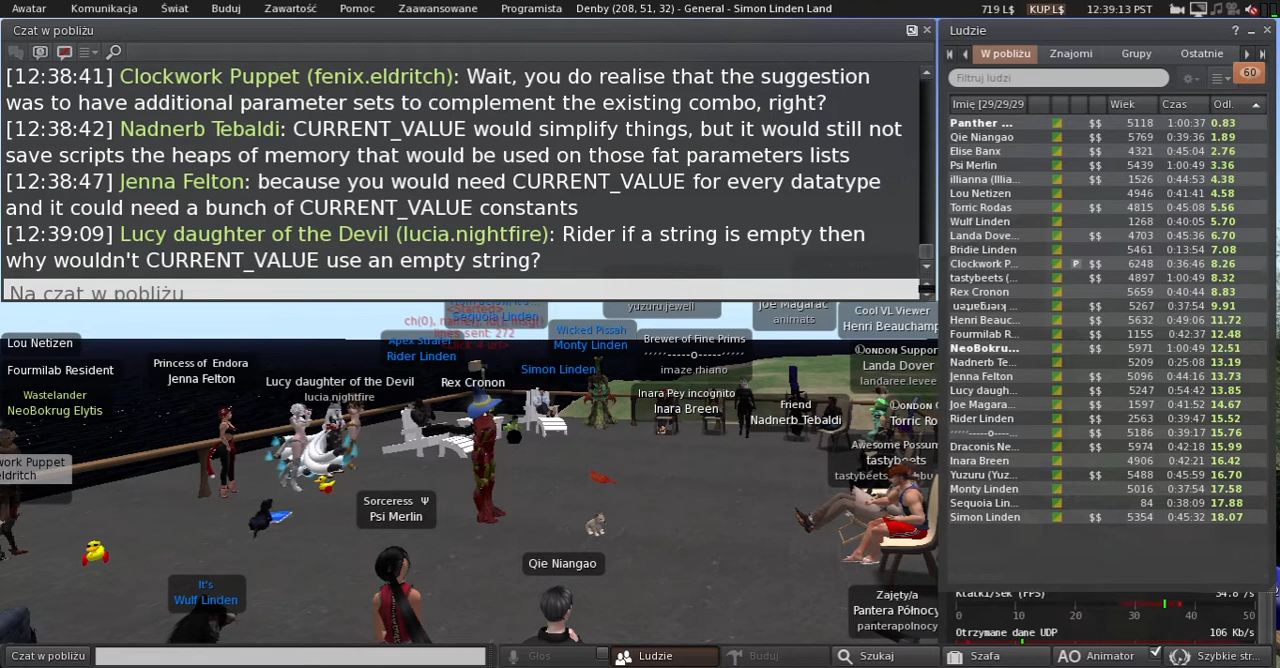 Awatar Komunikacja Świat Buduj Zawartość Pomoc Zaawansowane Programista Denby (208, 51, 32) - General - Simon Linden Land 719 L$ KUP L$ 12:39:13 PST
Czat w pobliżu
[12:38:41] Clockwork Puppet (fenix.eldritch): Wait, you do realise that the suggestion
was to have additional parameter sets to complement the existing combo, right?
[12:38:42] Nadnerb Tebaldi: CURRENT_VALUE would simplify things, but it would still not
save scripts the heaps of memory that would be used on those fat parameters lists
[12:38:47] Jenna Felton: because you would need CURRENT_VALUE for every datatype
and it could need a bunch of CURRENT_VALUE constants
[12:39:09] Lucy daughter of the Devil (lucia.nightfire): Rider if a string is empty then
why wouldn't CURRENT_VALUE use an empty string?
Na czat w pobliżu
Ludzie
W pobliżu Znajomi Grupy Ostatnie
Filtruj ludzi
60
Imię [29/29/29 Wiek Czas Odl.
Panther ... $$ 5118 1:00:37 0.83
Qie Niangao 5769 0:39:36 1.89
Elise Banx $$ 5231 0:45:04 2.76
Psi Merlin $$ 5439 1:00:49 3.36
illianna (Illia... $$ 1526 0:44:53 4.38
Lou Netizen 4946 0:41:41 4.58
Torric Rodas $$ 4815 0:45:08 5.56
Wulf Linden 1268 0:40:05 5.70
Landa Dove... $$ 4703 0:45:36 6.70
Bridie Linden 5461 0:13:54 7.08
Clockwork P... P $$ 6248 0:36:46 8.26
tastybeets (... $$ 4897 1:00:49 8.32
Rex Cronon 5659 0:40:44 8.83
$$ 5267 0:37:54 9.91
Henri Beauc... $$ 5693 0:49:06 11.72
Fourmilab R... $$ 1155 0:42:37 12.48
NeoBokru... $$ 5971 1:00:49 12.51
Nadnerb Te... 5209 0:25:08 13.19
Jenna Felton $$ 5096 0:44:16 13.73
Lucy daugh... $$ 5247 0:54:42 13.85
Joe Magara... $$ 1597 0:41:52 14.67
Rider Linden $$ 2563 0:39:47 15.52
՛՛՛՛՛-----o----... $$ 5186 0:39:17 15.76
Draconis Ne... $$ 5974 0:42:18 15.99
Inara Breen 4906 0:42:21 16.42
Yuzuru (Yuz... $$ 5488 0:45:59 16.70
Monty Linden 5016 0:37:54 17.58
Sequoia Lin... 84 0:38:09 17.88
Simon Linden $$ 5354 0:45:32 18.07
Klatki/sek (FPS) 34.8 /s
0 10 20 30 40 50
Otrzymane dane UDP 106 Kb/s
yuzuru.jewell
Joe Magarac
animats
Cool VL Viewer
Henri Beauchamp
<Started>
Sequoia Linden
lines sent: 272
Apex Strafer
Rider Linden
Wicked Pissah
Monty Linden
Brewer of Fine Prims
՛՛՛՛՛-----o----՛՛՛՛՛
imaze.rhiano
London Support
Landa Dover
landaree.levee
Lou Netizen
Fourmilab Resident
Princess of Endora
Jenna Felton
Lucy daughter of the Devil
lucia.nightfire
Rex Cronon
Simon Linden
Wastelander
NeoBokrug Elytis
Inara Pey incognito
Inara Breen
Friend
Nadnerb Tebaldi
Torric Ro
work Puppet
eldritch
Awesome Possum
tastybeets
Sorceress Ψ
Psi Merlin
Qie Niangao
It's
Wulf Linden
Zajęty/a
Pantera Północy
panterapolnocy
Czat w pobliżu Głos Ludzie Buduj Szukaj Szafa AO Animator Szybkie str...